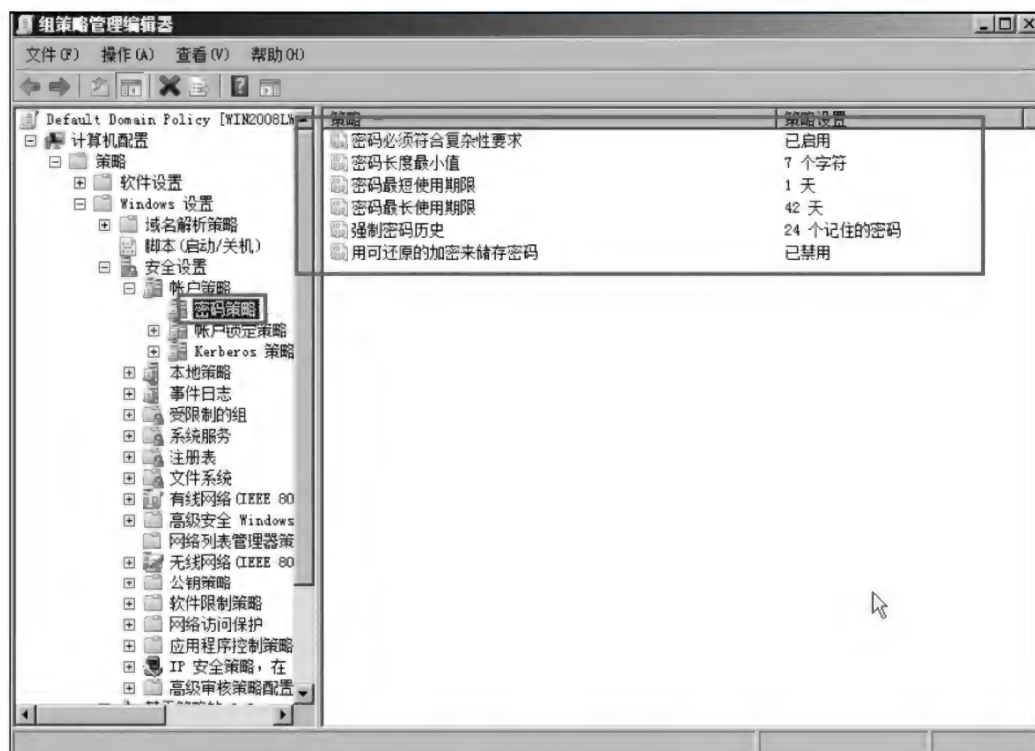 组策略管理编辑器
文件(F) 操作(A) 查看(V) 帮助(H)
Default Domain Policy [WIN2008LW
计算机配置
策略
软件设置
Windows 设置
域名解析策略
脚本(启动/关机)
安全设置
帐户策略
密码策略
帐户锁定策略
Kerberos 策略
本地策略
事件日志
受限制的组
系统服务
注册表
文件系统
有线网络(IEEE 80
高级安全 Windows
网络列表管理器策
无线网络(IEEE 80
公钥策略
软件限制策略
网络访问保护
应用程序控制策略
IP 安全策略，在
高级审核策略配置
策略 策略设置
密码必须符合复杂性要求 已启用
密码长度最小值 7 个字符
密码最短使用期限 1 天
密码最长使用期限 42 天
强制密码历史 24 个记住的密码
用可还原的加密来储存密码 已禁用